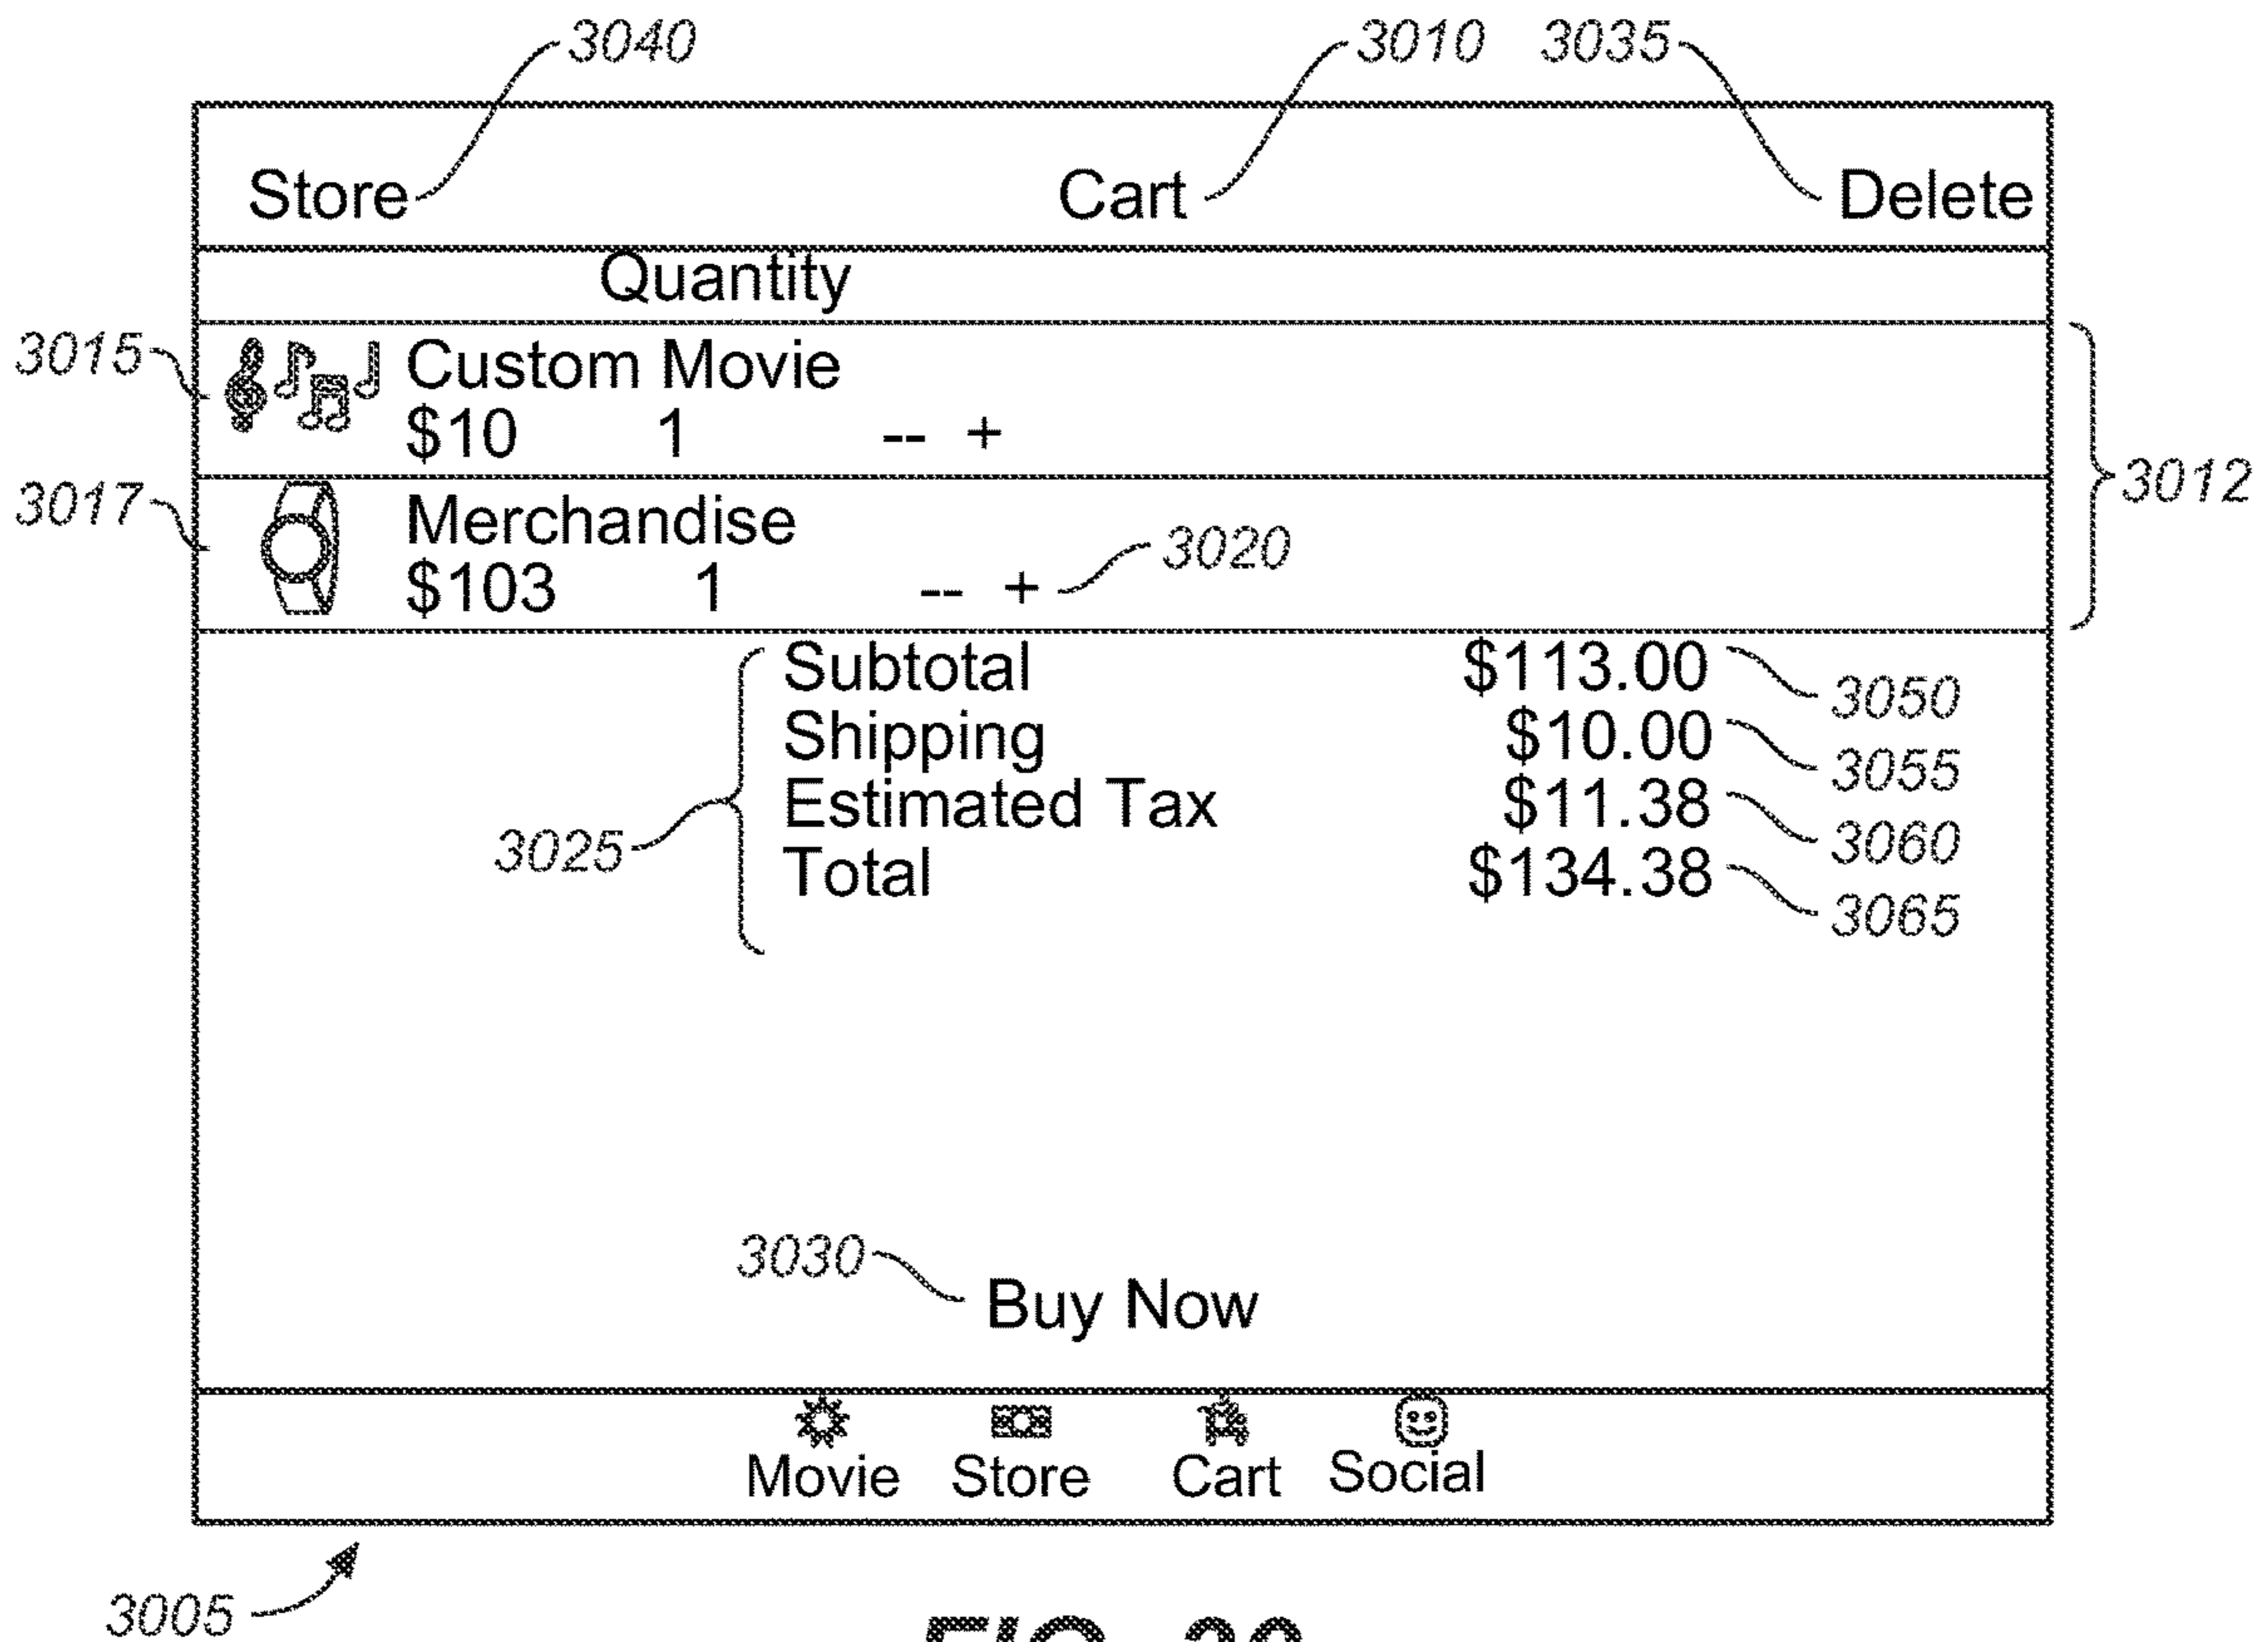 3040 3010 3035
Store Cart Delete
Quantity
3015 Custom Movie
$10 1 -- +
3012
3017 Merchandise
$103 1 -- + 3020
Subtotal $113.00 3050
Shipping $10.00 3055
Estimated Tax $11.38 3060
3025
Total $134.38 3065
3030
Buy Now
Movie Store Cart Social
3005
FIG. 30